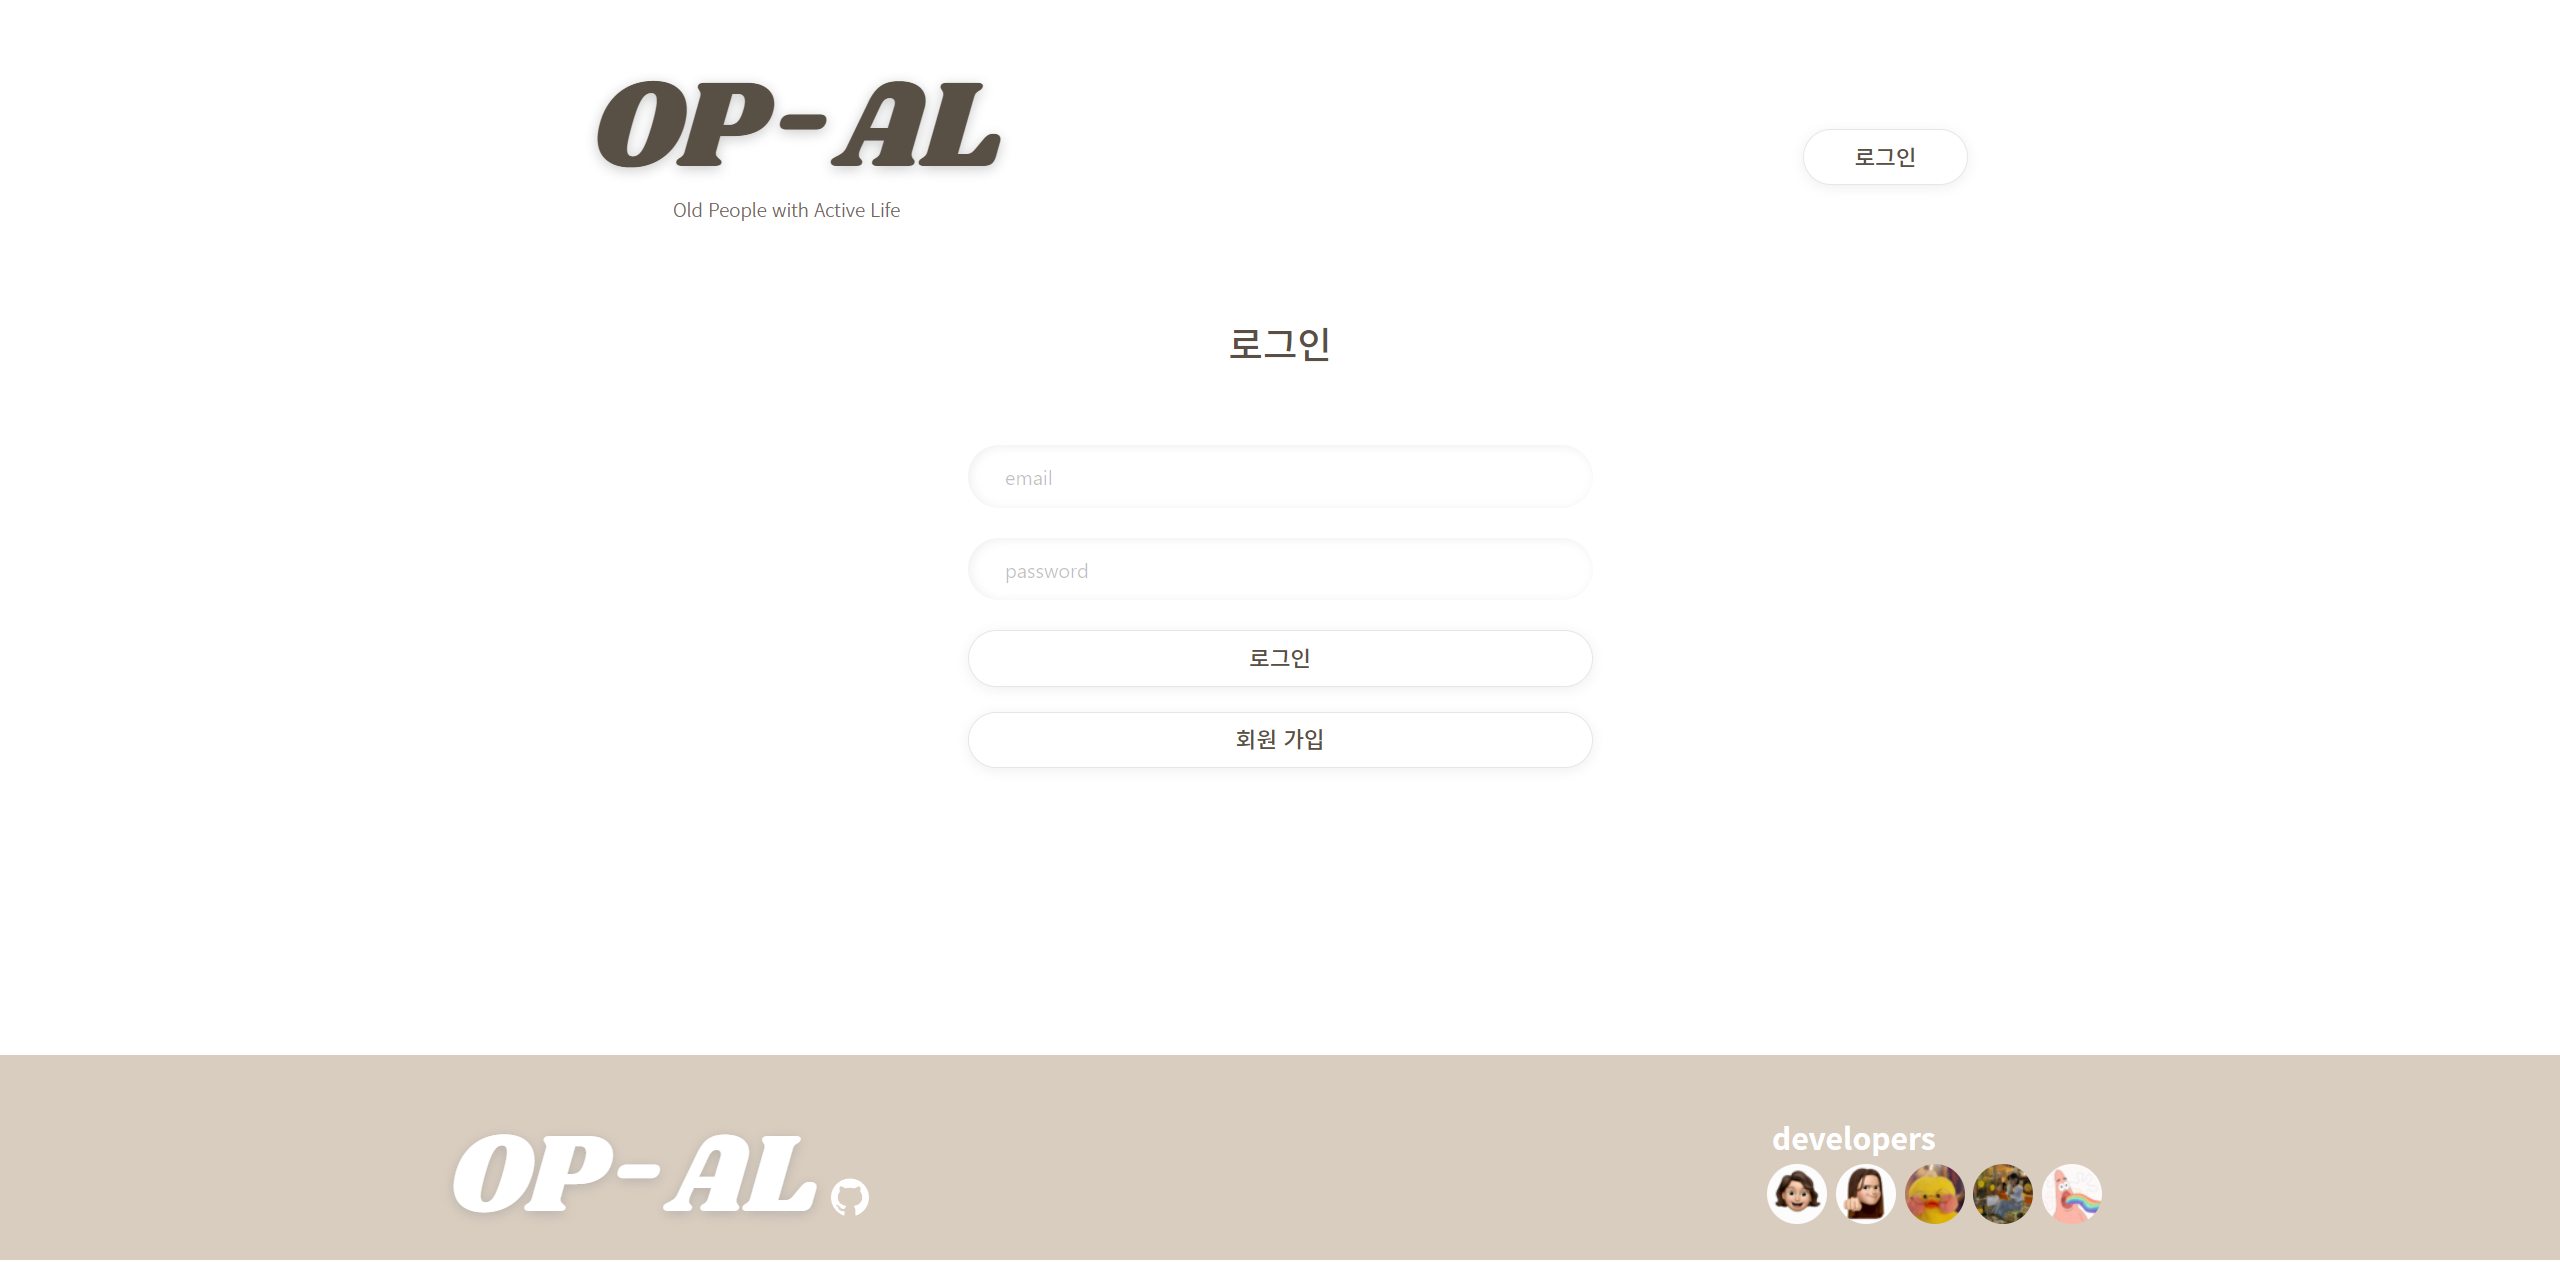 OP-AL
Old People with Active Life
로그인
로그인
email
password
로그인
회원 가입
OP-AL
developers